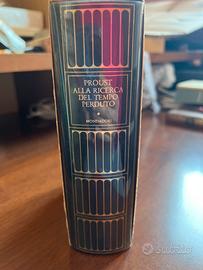 PROUST
ALLA RICERCA
DEL TEMPO
PERDUTO
MONDADORI
subito